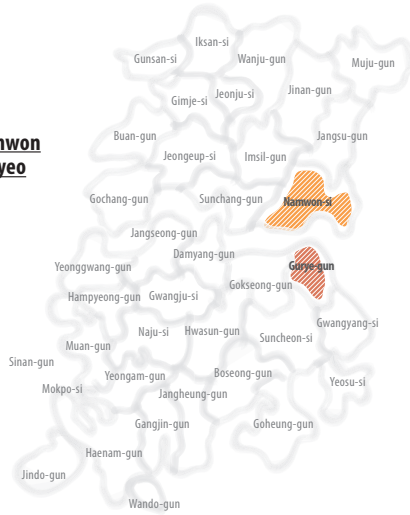 Iksan-si
Gunsan-si
Wanju-gun
Muju-gun
Gimje-si
Jeonju-si
Jinan-gun
nwon
yeo
Buan-gun
Jangsu-gun
Jeongeup-si
Imsil-gun
Gochang-gun
Sunchang-gun
Namwon-si
Jangseong-gun
Damyang-gun
Yeonggwang-gun
Gurye-gun
Gokseong-gun
Hampyeong-gun
Gwangju-si
Gwangyang-si
Naju-si
Hwasun-gun
Suncheon-si
Muan-gun
Sinan-gun
Yeongam-gun
Boseong-gun
Yeosu-si
Mokpo-si
Jangheung-gun
Gangjin-gun
Goheung-gun
Haenam-gun
Jindo-gun
Wando-gun